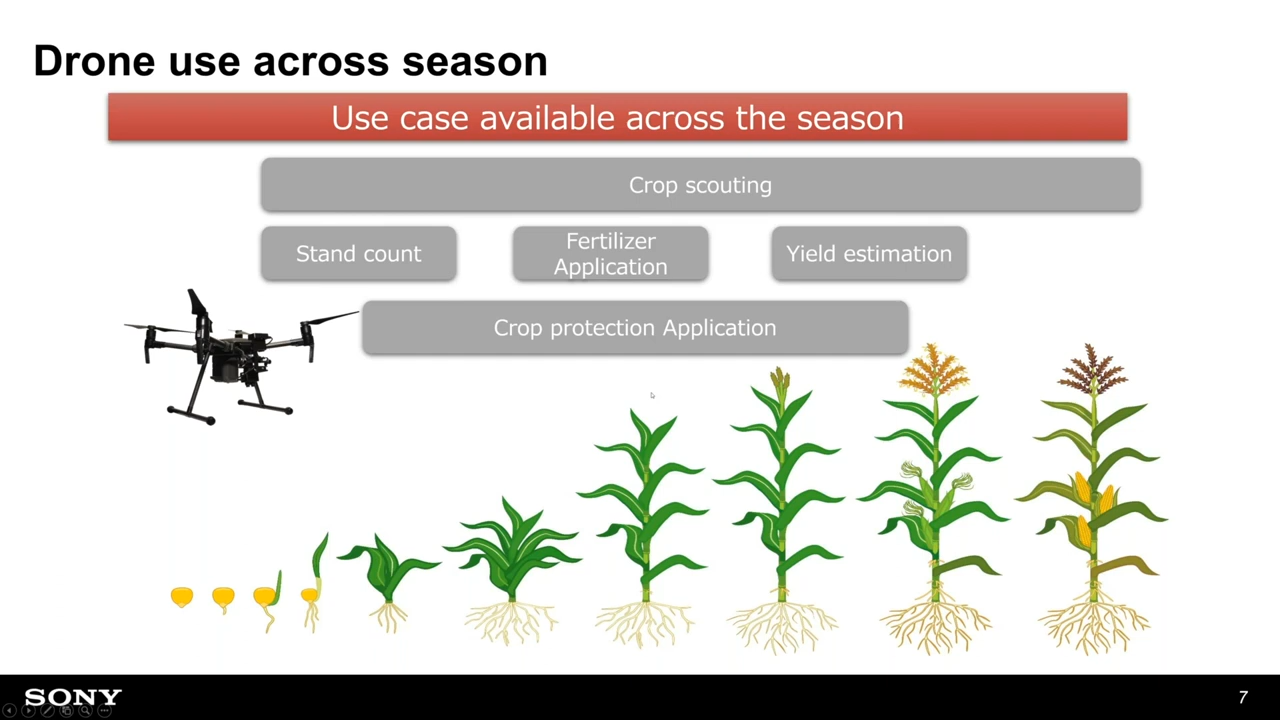 Drone use across season
Use case available across the season
Crop scouting
Stand count
Fertilizer
Application
Yield estimation
Crop protection Application
SONY
7